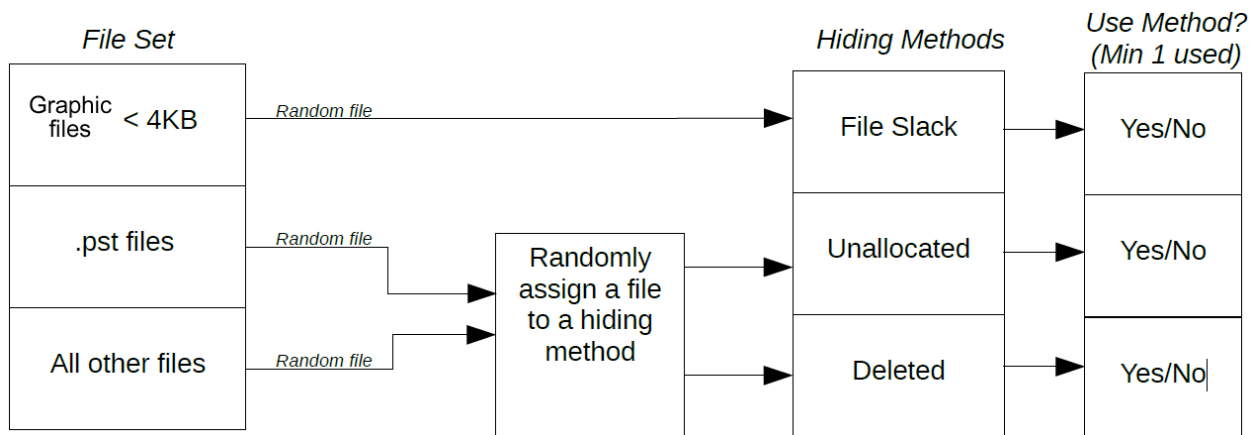 File Set
Hiding Methods
Use Method?
(Min 1 used)
Graphic
files < 4KB
Random file
File Slack
Yes/No
.pst files
Random file
Randomly
assign a file
to a hiding
method
Unallocated
Yes/No
All other files
Random file
Deleted
Yes/No